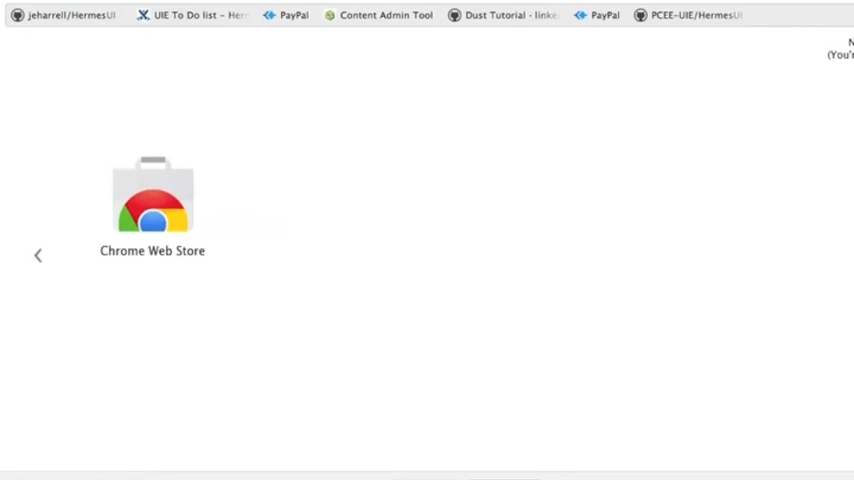 jeharrell/HermesUI UIE To Do list – Her PayPal Content Admin Tool Dust Tutorial · linke PayPal PCEE-UIE/HermesUI
N
(You'r
Chrome Web Store